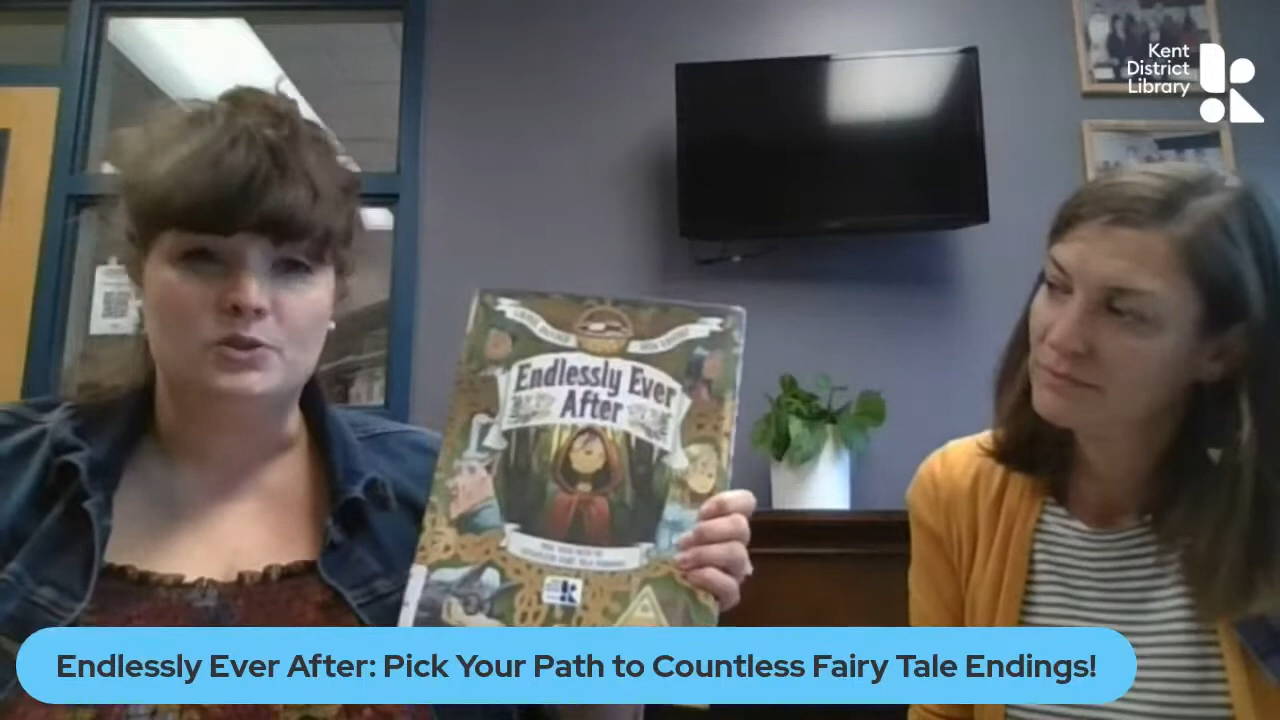 Kent
District
Library
Endlessly Ever
After
Endlessly Ever After: Pick Your Path to Countless Fairy Tale Endings!